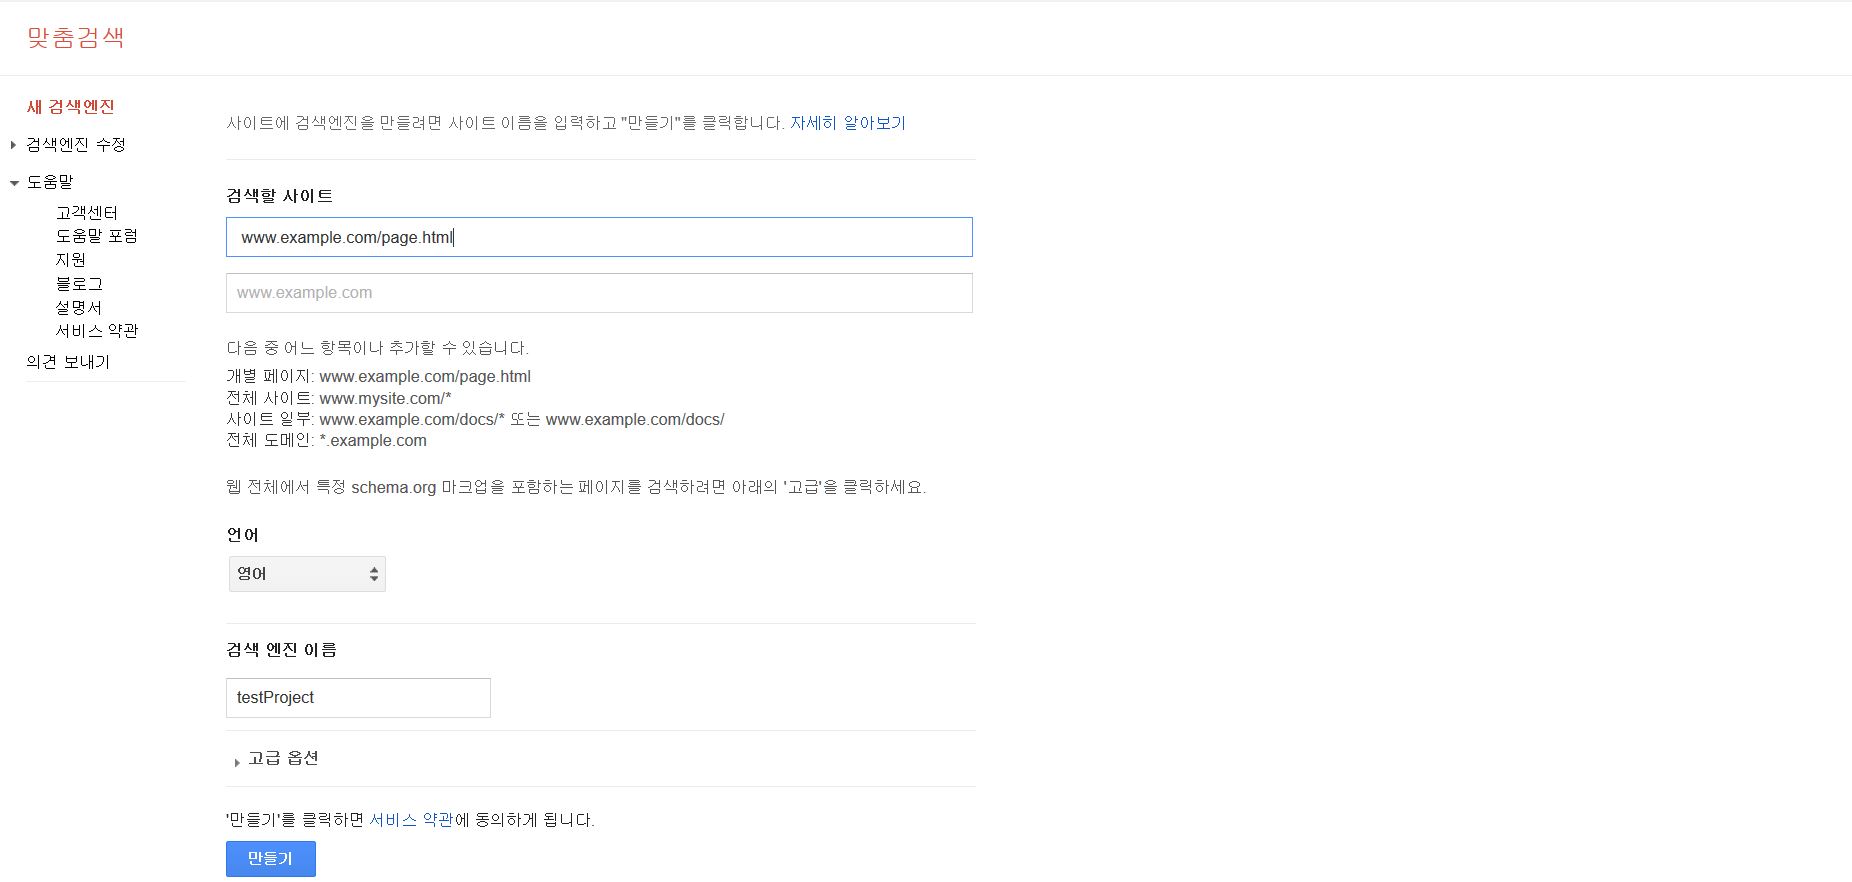 맞춤검색
새 검색엔진
검색엔진 수정
도움말
고객센터
도움말 포럼
지원
블로그
설명서
서비스 약관
의견 보내기
사이트에 검색엔진을 만들려면 사이트 이름을 입력하고 "만들기"를 클릭합니다. 자세히 알아보기
검색할 사이트
www.example.com/page.html
www.example.com
다음 중 어느 항목이나 추가할 수 있습니다.
개별 페이지: www.example.com/page.html
전체 사이트: www.mysite.com/*
사이트 일부: www.example.com/docs/* 또는 www.example.com/docs/
전체 도메인: *.example.com
웹 전체에서 특정 schema.org 마크업을 포함하는 페이지를 검색하려면 아래의 '고급'을 클릭하세요.
언어
영어
검색 엔진 이름
testProject
고급 옵션
'만들기'를 클릭하면 서비스 약관에 동의하게 됩니다.
만들기